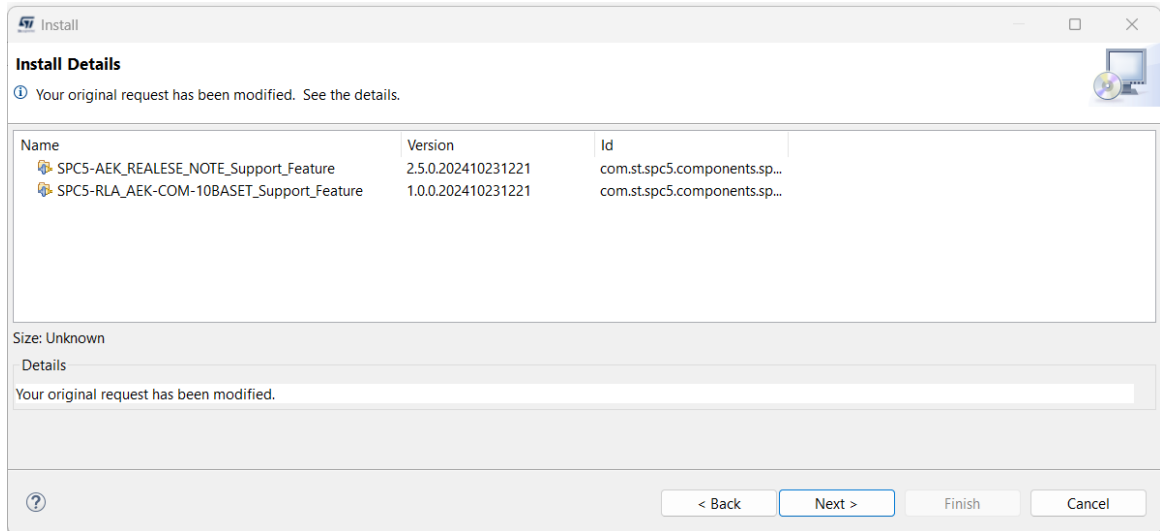 Install
Install Details
Your original request has been modified. See the details.
Name Version Id
SPC5-AEK_REALESE_NOTE_Support_Feature 2.5.0.202410231221 com.st.spc5.components.sp...
SPC5-RLA_AEK-COM-10BASET_Support_Feature 1.0.0.202410231221 com.st.spc5.components.sp...
Size: Unknown
Details
Your original request has been modified.
< Back Next > Finish Cancel